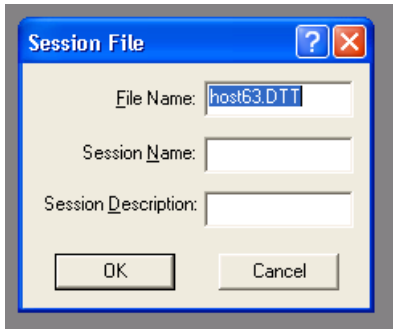 Session File
File Name: host63.DTT
Session Name:
Session Description:
OK Cancel